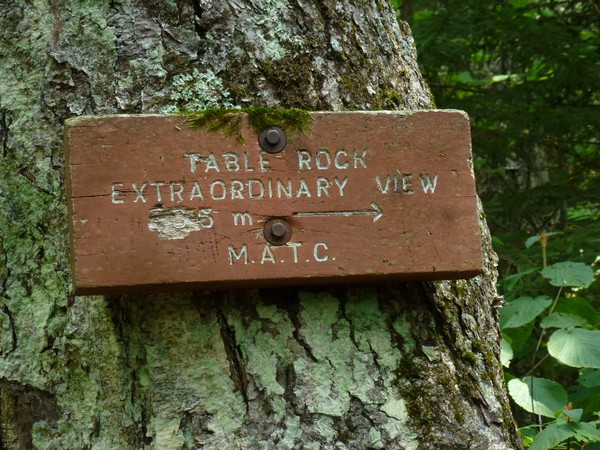 TABLE ROCK
EXTRAORDINARY VIEW
5 m →
M.A.T.C.